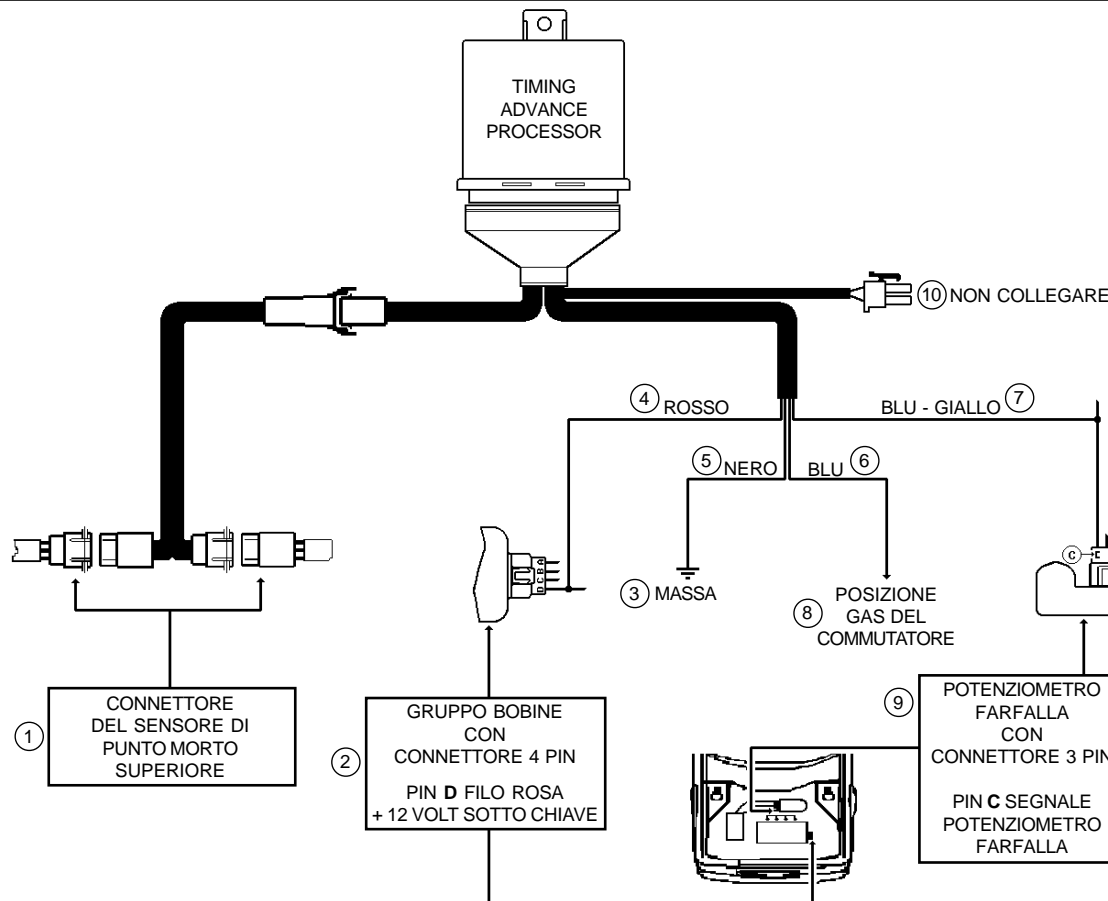 TIMING
ADVANCE
PROCESSOR
10 NON COLLEGARE
4 ROSSO
BLU - GIALLO 7
5 NERO
BLU 6
C
D C B A
3 MASSA
8 POSIZIONE
GAS DEL
COMMUTATORE
1 CONNETTORE
DEL SENSORE DI
PUNTO MORTO
SUPERIORE
2 GRUPPO BOBINE
CON
CONNETTORE 4 PIN
PIN D FILO ROSA
+ 12 VOLT SOTTO CHIAVE
9 POTENZIOMETRO
FARFALLA
CON
CONNETTORE 3 PIN
PIN C SEGNALE
POTENZIOMETRO
FARFALLA